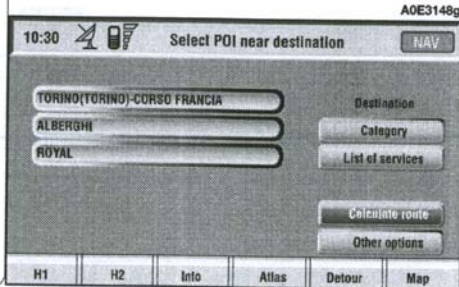 A0E3148g
10:30 Select POI near destination NAV
TORINO(TORINO)-CORSO FRANCIA
Destination
ALBERGHI
Category
ROYAL
List of services
Calculate route
Other options
H1 H2 Info Atlas Detour Map